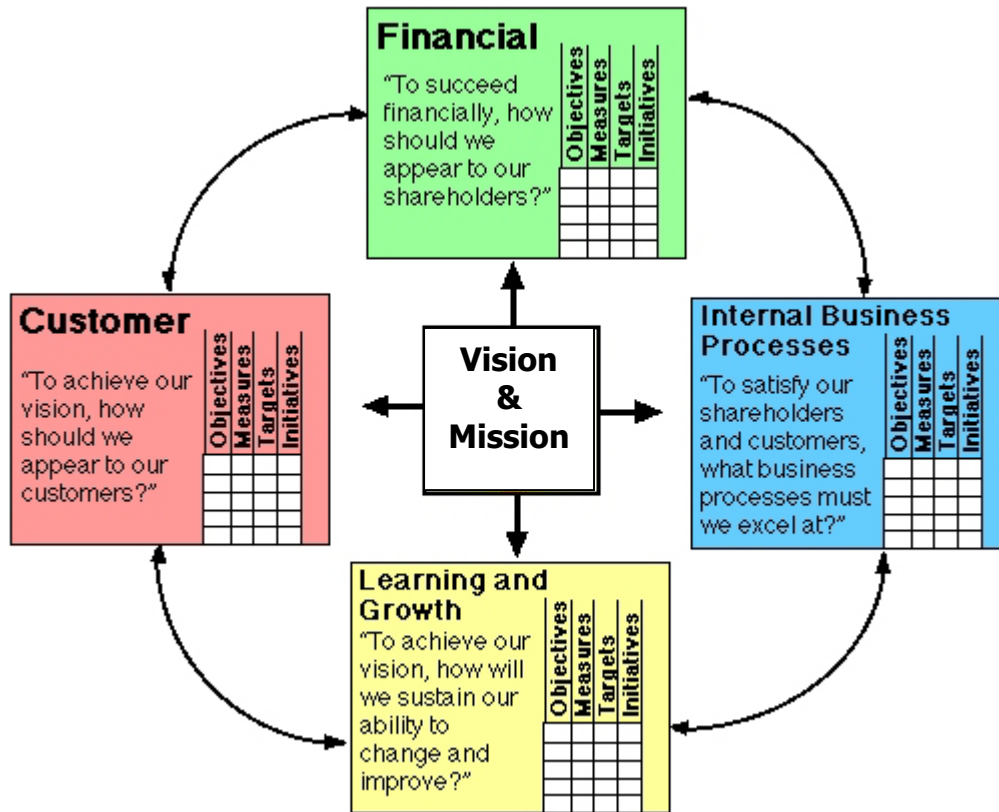 Financial
“To succeed
financially, how
should we
appear to our
shareholders?”
Objectives
Measures
Targets
Initiatives
Customer
“To achieve our
vision, how
should we
appear to our
customers?”
Objectives
Measures
Targets
Initiatives
Vision
&
Mission
Internal Business
Processes
“To satisfy our
shareholders
and customers,
what business
processes must
we excel at?”
Objectives
Measures
Targets
Initiatives
Learning and
Growth
“To achieve our
vision, how will
we sustain our
ability to
change and
improve?”
Objectives
Measures
Targets
Initiatives